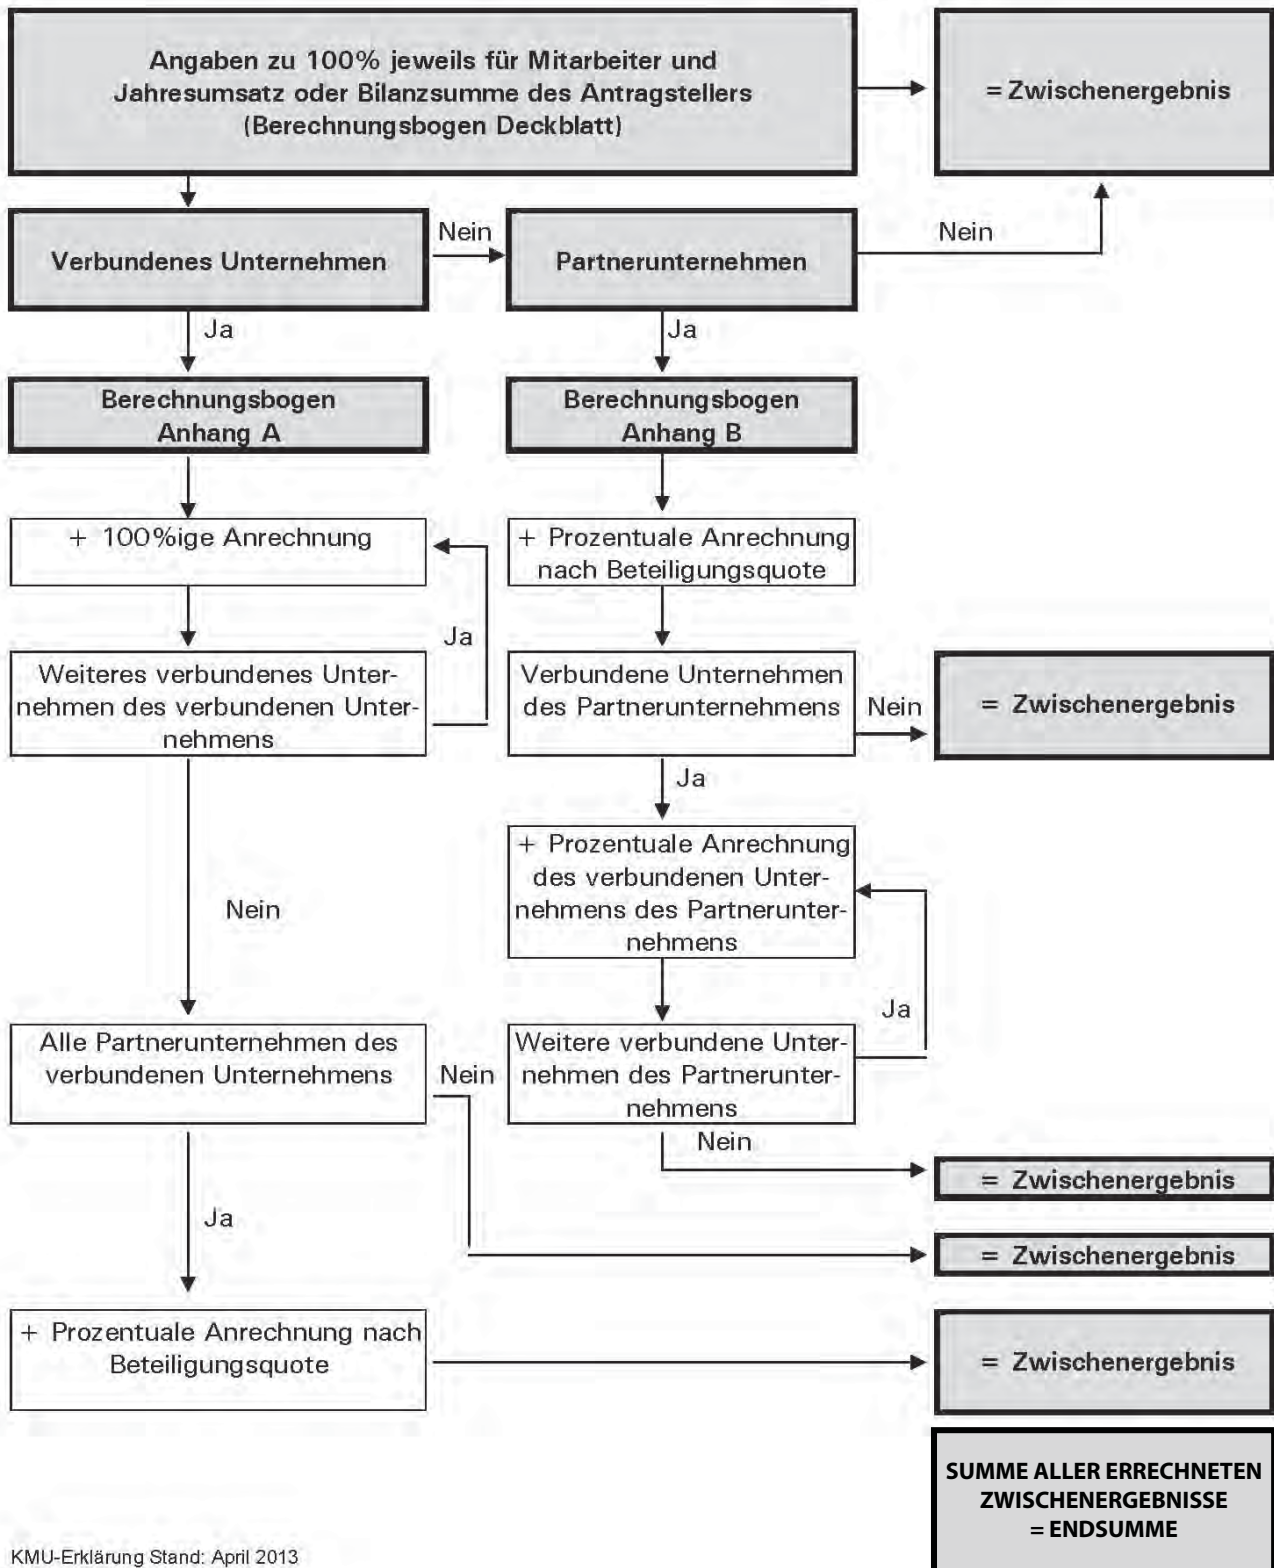 Angaben zu 100% jeweils für Mitarbeiter und
Jahresumsatz oder Bilanzsumme des Antragstellers
(Berechnungsbogen Deckblatt)
= Zwischenergebnis
Verbundenes Unternehmen
Nein
Partnerunternehmen
Nein
Ja
Ja
Berechnungsbogen
Anhang A
Berechnungsbogen
Anhang B
+ 100%ige Anrechnung
+ Prozentuale Anrechnung
nach Beteiligungsquote
Ja
Weiteres verbundenes Unter-
nehmen des verbundenen Unter-
nehmens
Verbundene Unternehmen
des Partnerunternehmens
Nein
= Zwischenergebnis
Ja
+ Prozentuale Anrechnung
des verbundenen Unter-
nehmens des Partnerunter-
nehmens
Nein
Ja
Alle Partnerunternehmen des
verbundenen Unternehmens
Nein
Weitere verbundene Unter-
nehmen des Partnerunter-
nehmens
Nein
= Zwischenergebnis
Ja
= Zwischenergebnis
+ Prozentuale Anrechnung nach
Beteiligungsquote
= Zwischenergebnis
SUMME ALLER ERRECHNETEN
ZWISCHENERGEBNISSE
= ENDSUMME
KMU-Erklärung Stand: April 2013